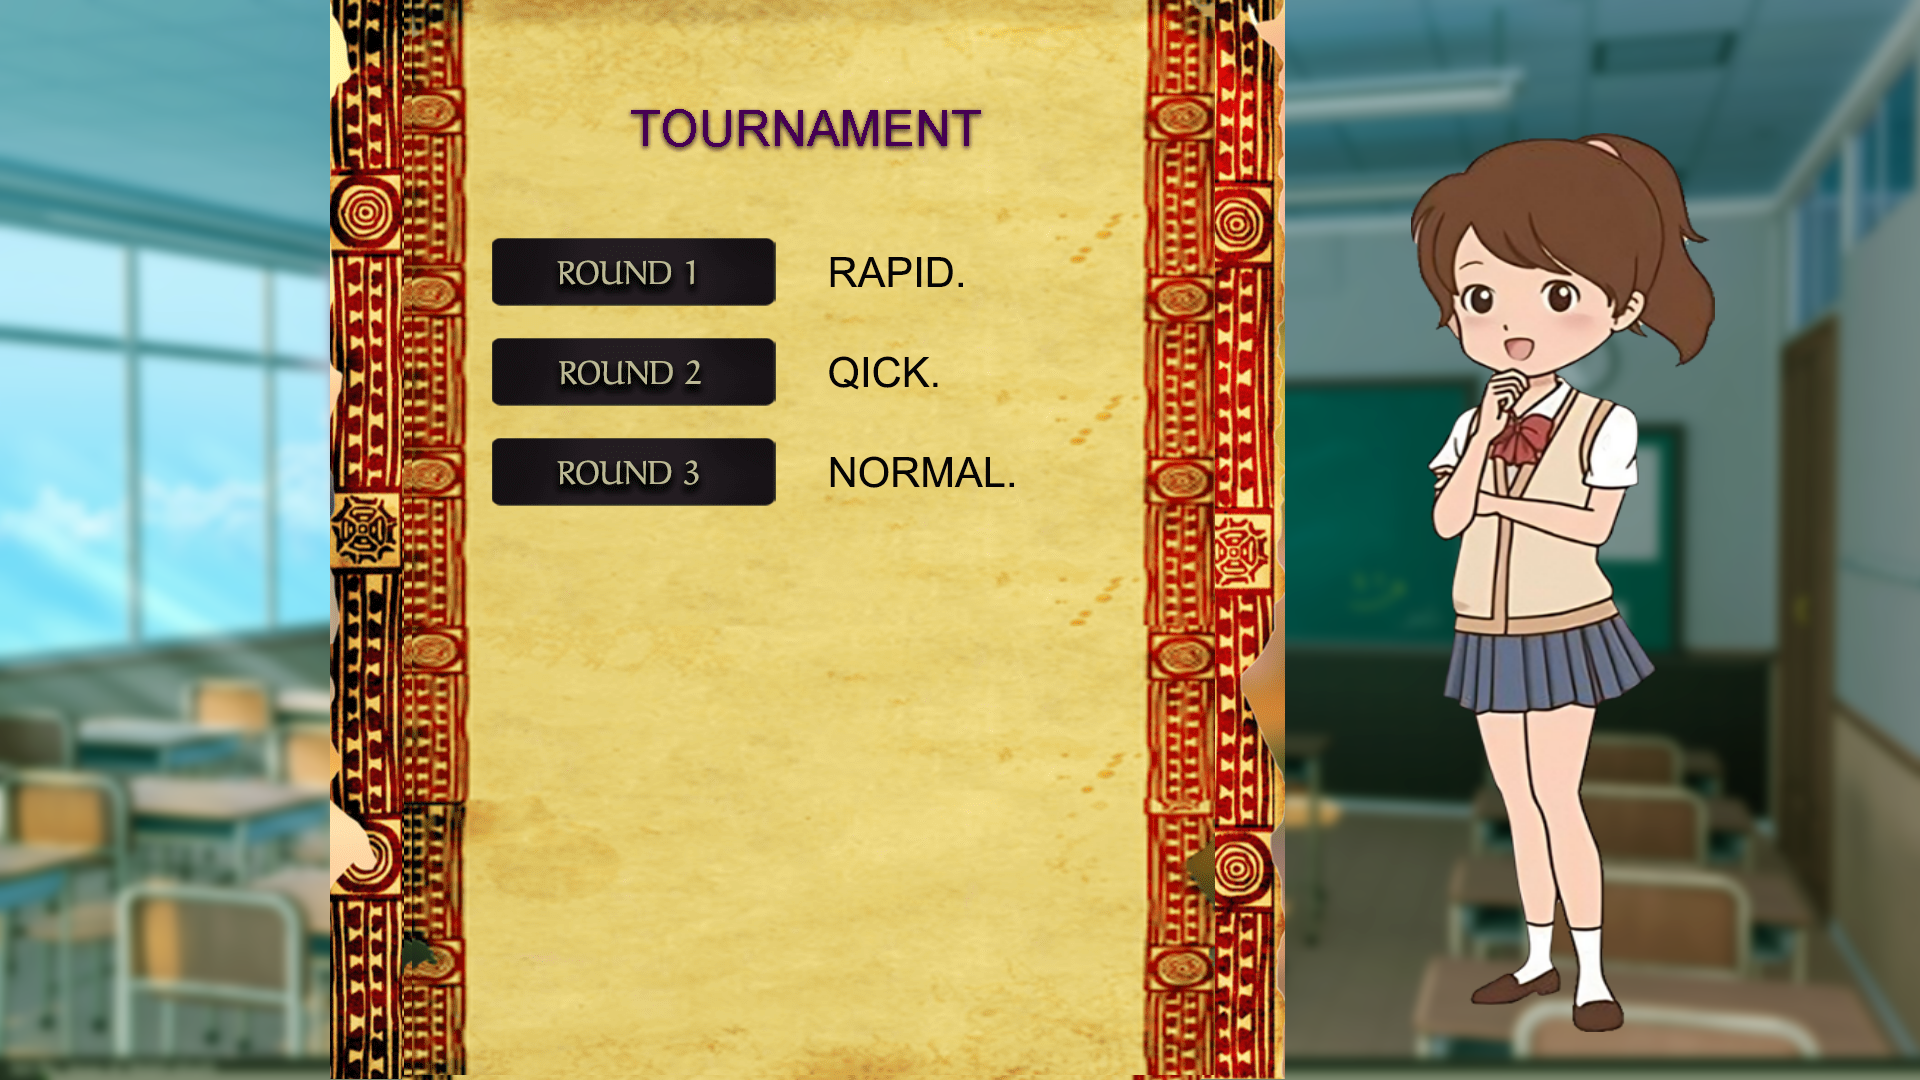 TOURNAMENT
ROUND 1 RAPID.
ROUND 2 QICK.
ROUND 3 NORMAL.